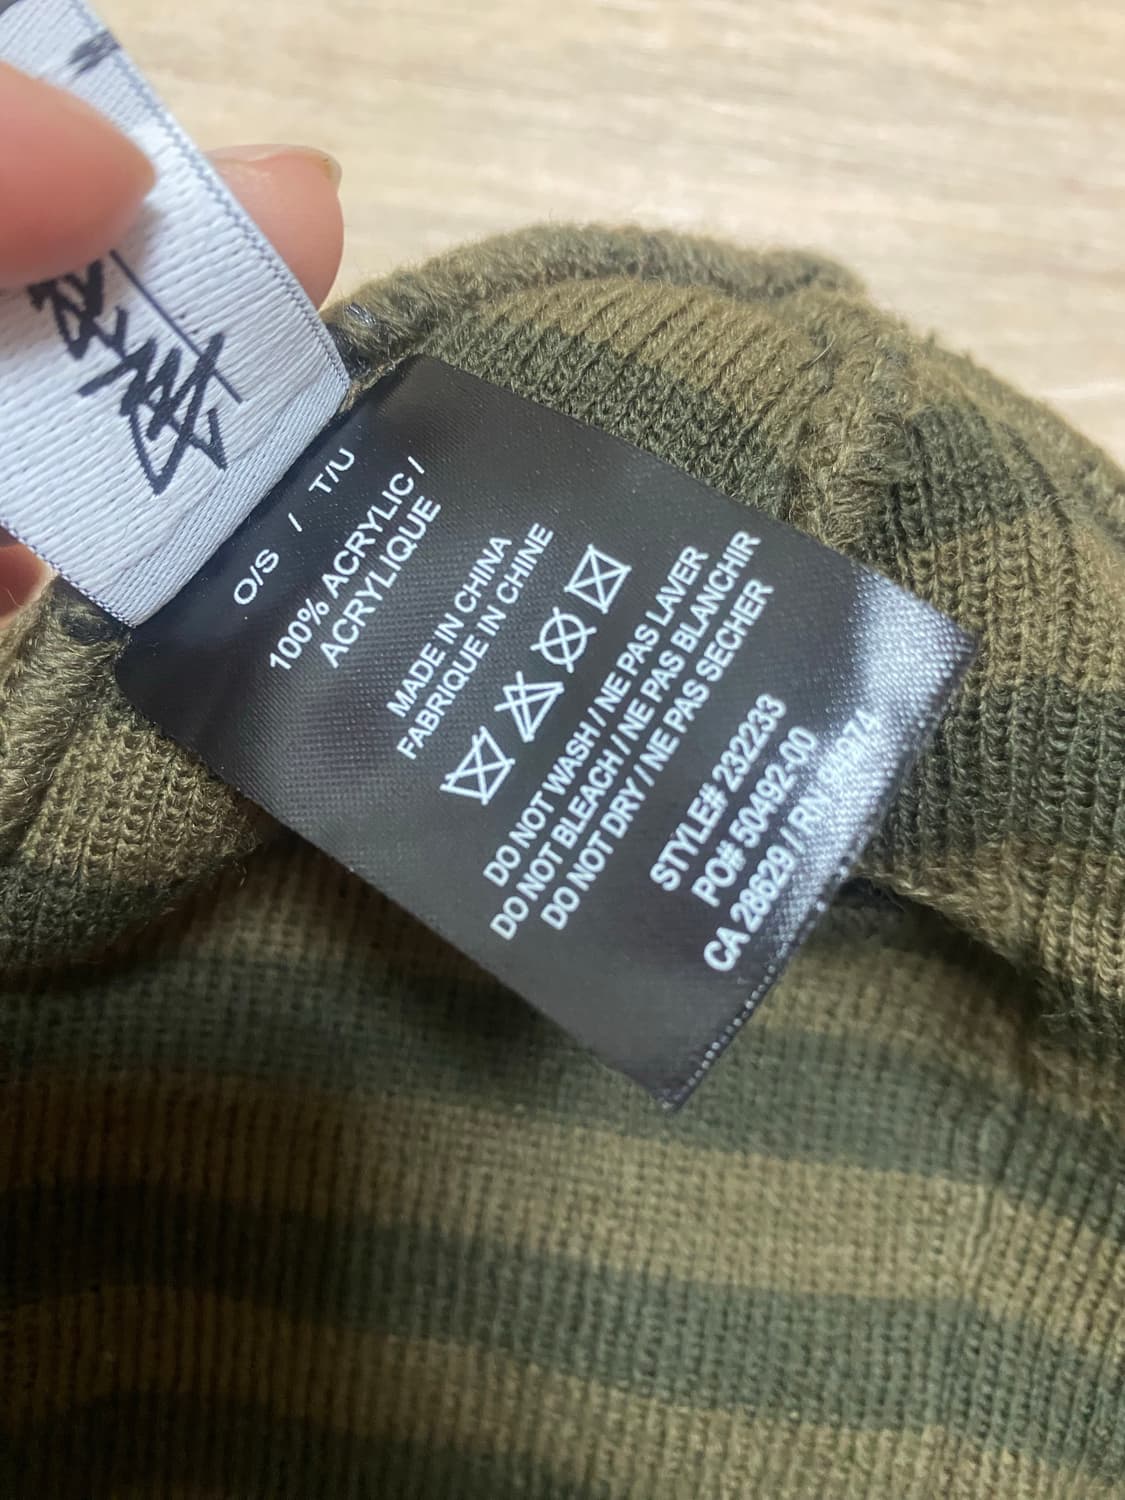 O/S / T/U
100% ACRYLIC /
ACRYLIQUE
MADE IN CHINA
FABRIQUE IN CHINE
DO NOT WASH / NE PAS LAVER
DO NOT BLEACH / NE PAS BLANCHIR
DO NOT DRY / NE PAS SECHER
STYLE# 232233
PO# 50492-00
CA 28629 / RN